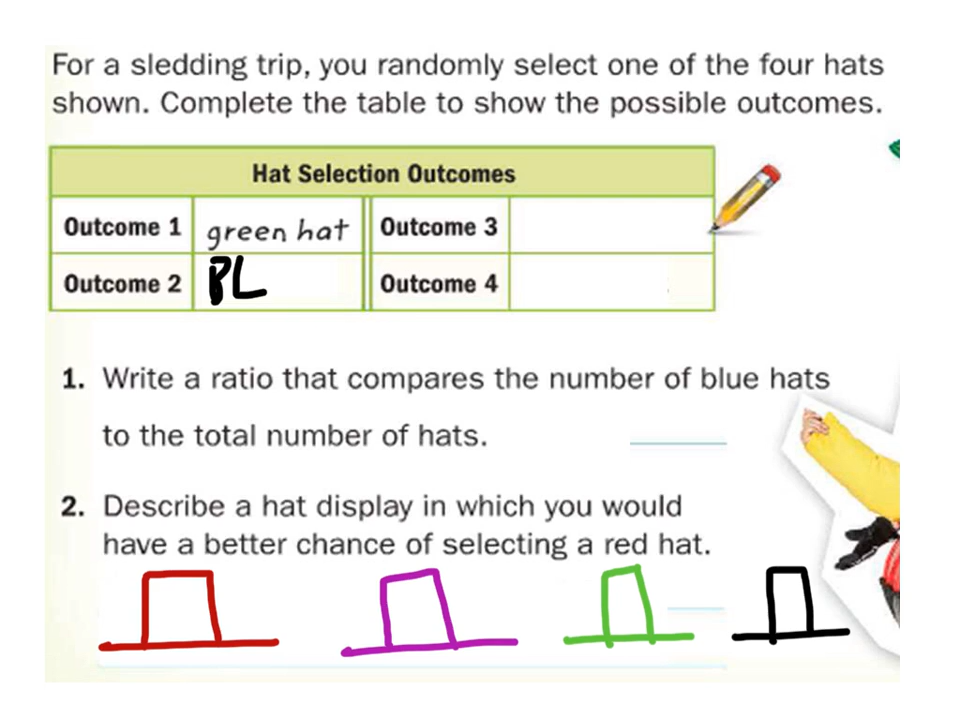 For a sledding trip, you randomly select one of the four hats
shown. Complete the table to show the possible outcomes.
Hat Selection Outcomes
Outcome 1 green hat Outcome 3
Outcome 2 BL Outcome 4
1. Write a ratio that compares the number of blue hats
to the total number of hats.
2. Describe a hat display in which you would
have a better chance of selecting a red hat.